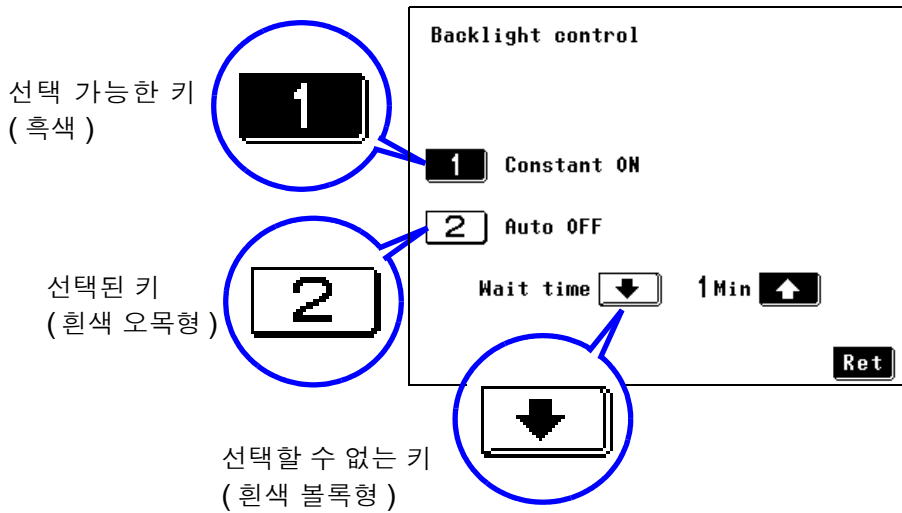 Backlight control
선택 가능한 키
( 흑색 )
1
1 Constant ON
2 Auto OFF
선택된 키
( 흰색 오목형 )
2
Wait time 1 Min
Ret
선택할 수 없는 키
( 흰색 볼록형 )